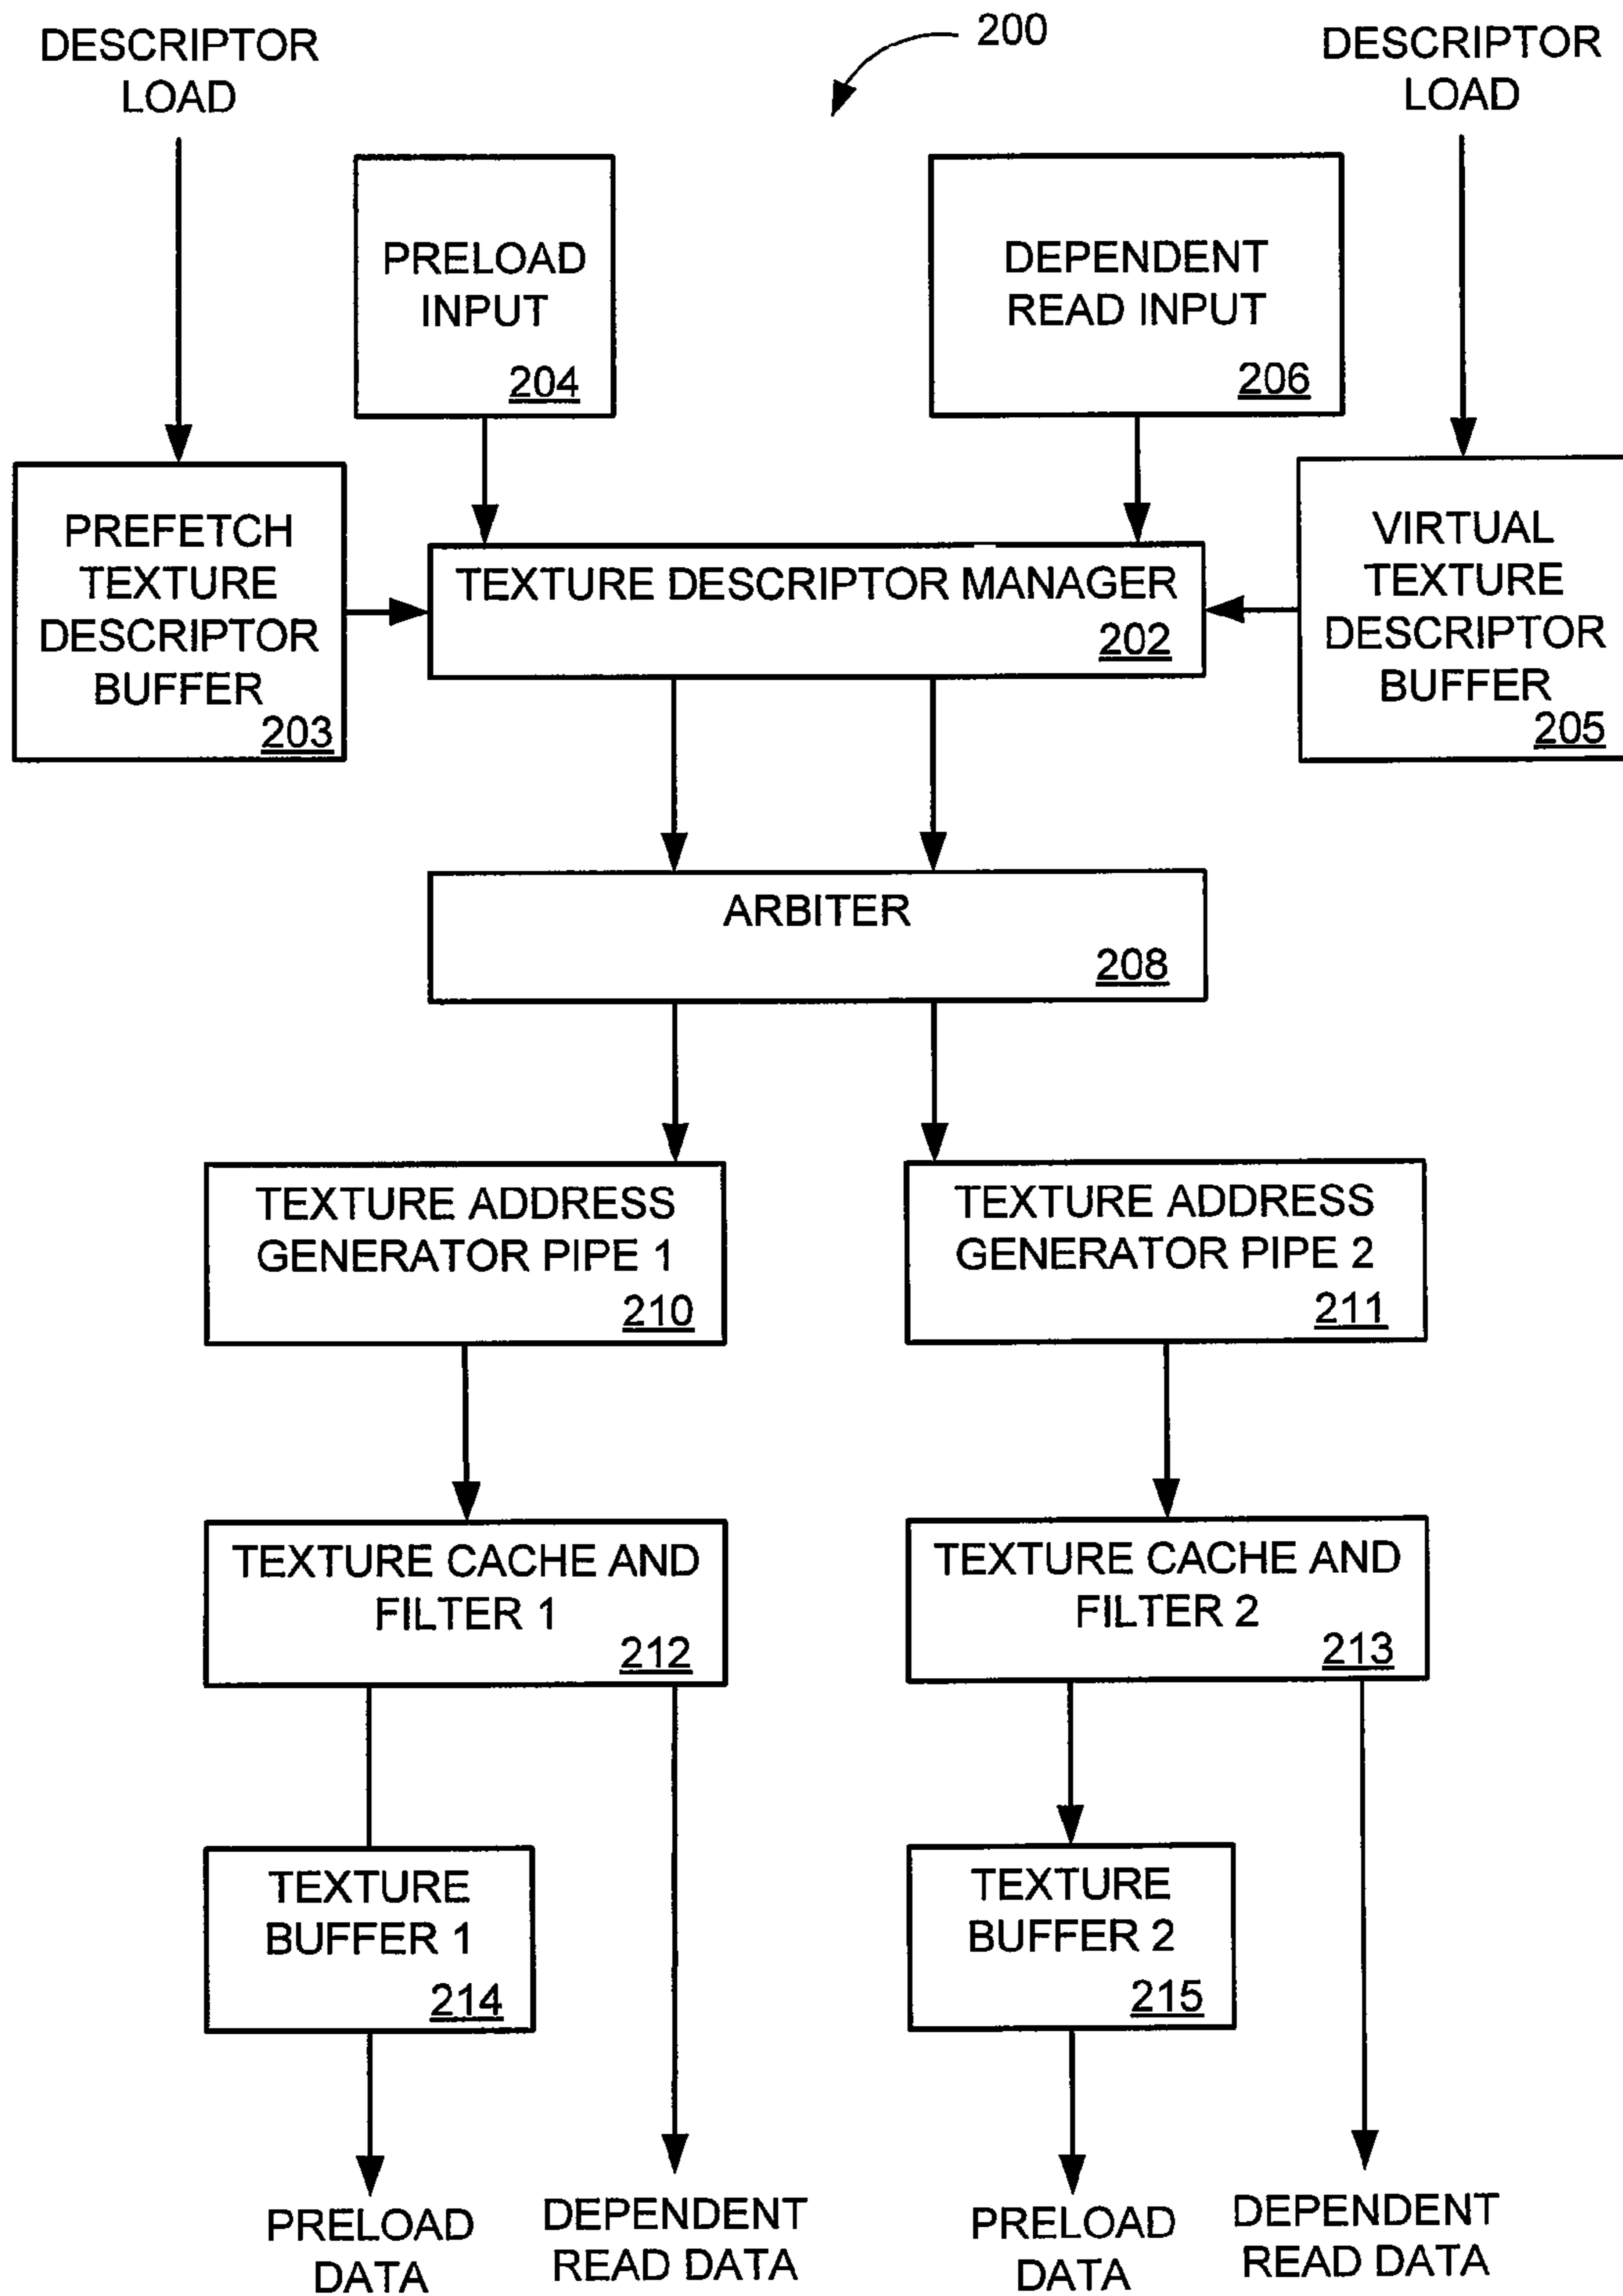 DESCRIPTOR
LOAD
200
DESCRIPTOR
LOAD
PRELOAD
INPUT
204
DEPENDENT
READ INPUT
206
PREFETCH
TEXTURE
DESCRIPTOR
BUFFER
203
TEXTURE DESCRIPTOR MANAGER
202
VIRTUAL
TEXTURE
DESCRIPTOR
BUFFER
205
ARBITER
208
TEXTURE ADDRESS
GENERATOR PIPE 1
210
TEXTURE ADDRESS
GENERATOR PIPE 2
211
TEXTURE CACHE AND
FILTER 1
212
TEXTURE CACHE AND
FILTER 2
213
TEXTURE
BUFFER 1
214
TEXTURE
BUFFER 2
215
PRELOAD
DATA
DEPENDENT
READ DATA
PRELOAD
DATA
DEPENDENT
READ DATA